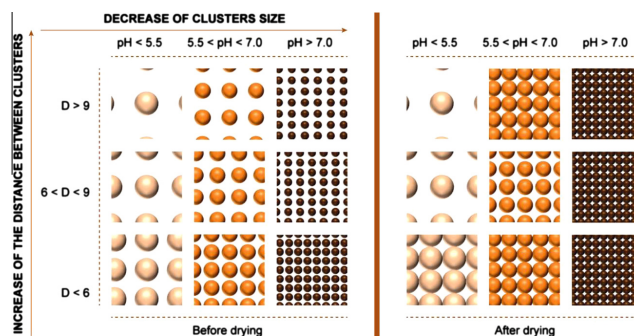 DECREASE OF CLUSTERS SIZE
pH < 5.5 5.5 < pH < 7.0 pH > 7.0 pH < 5.5 5.5 < pH < 7.0 pH > 7.0
INCREASE OF THE DISTANCE BETWEEN CLUSTERS
D > 9
6 < D < 9
D < 6
Before drying After drying